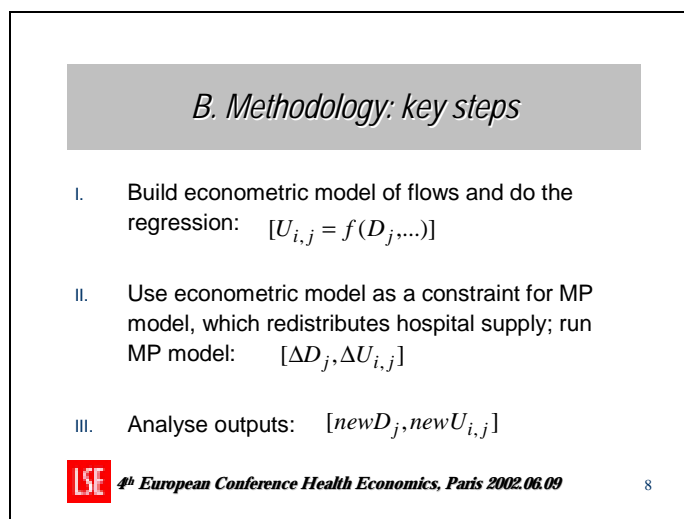 B. Methodology: key steps
I. Build econometric model of flows and do the
regression: [U_{i,j} = f(D_j,...)]
II. Use econometric model as a constraint for MP
model, which redistributes hospital supply; run
MP model: [ΔD_j,ΔU_{i,j}]
III. Analyse outputs: [newD_j,newU_{i,j}]
LSE 4th European Conference Health Economics, Paris 2002.06.09 8